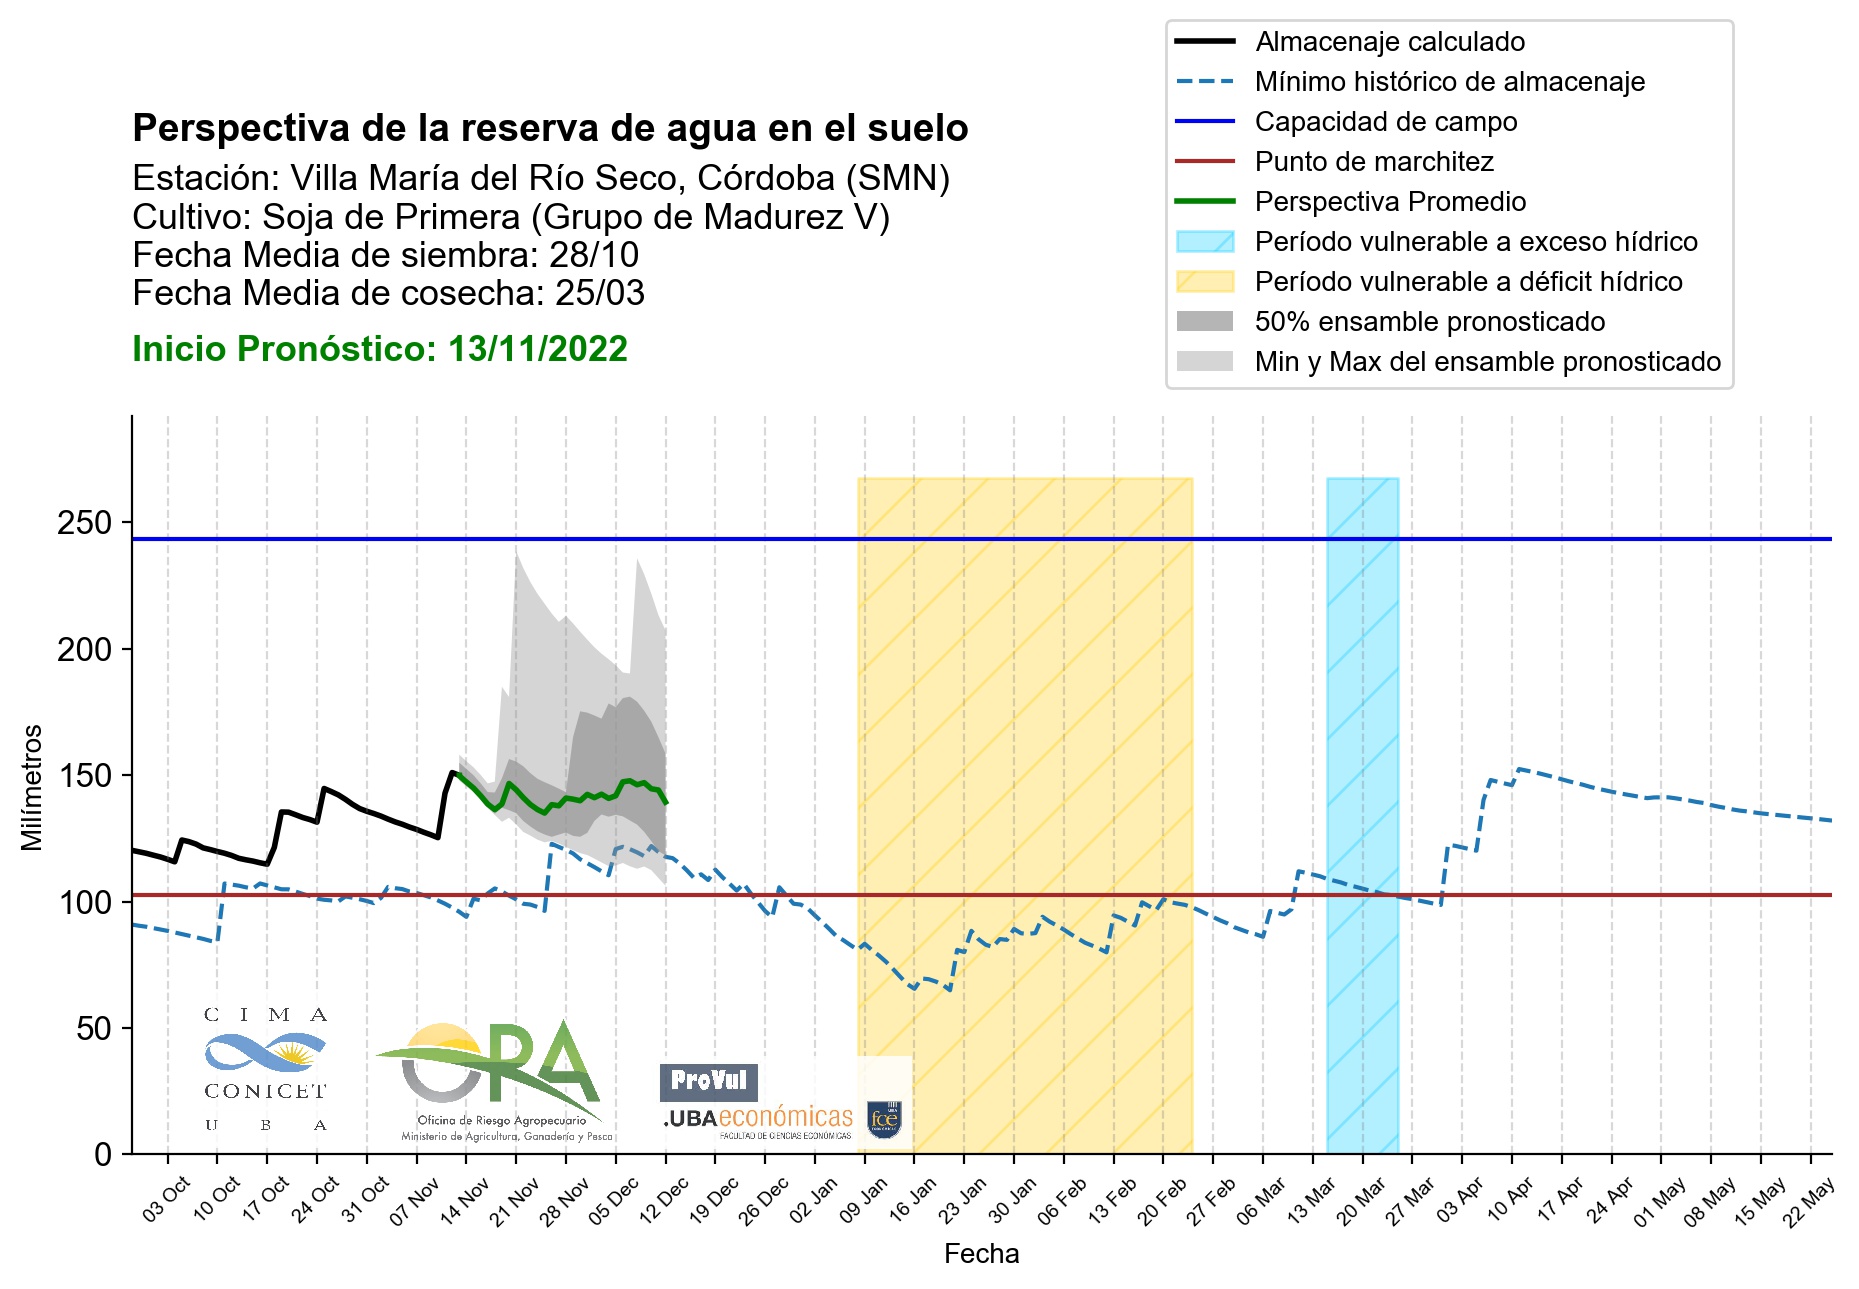 Almacenaje calculado
Mínimo histórico de almacenaje
Capacidad de campo
Punto de marchitez
Perspectiva Promedio
Período vulnerable a exceso hídrico
Período vulnerable a déficit hídrico
50% ensamble pronosticado
Min y Max del ensamble pronosticado
Perspectiva de la reserva de agua en el suelo
Estación: Villa María del Río Seco, Córdoba (SMN)
Cultivo: Soja de Primera (Grupo de Madurez V)
Fecha Media de siembra: 28/10
Fecha Media de cosecha: 25/03
Inicio Pronóstico: 13/11/2022
Milímetros
250
200
150
100
50
0
CIMA
CONICET
UBA
ORA
Oficina de Riesgo Agropecuario
Ministerio de Agricultura, Ganadería y Pesca
ProVul
.UBAeconómicas
FACULTAD DE CIENCIAS ECONÓMICAS
UBA
fce
03 Oct
10 Oct
17 Oct
24 Oct
31 Oct
07 Nov
14 Nov
21 Nov
28 Nov
05 Dec
12 Dec
19 Dec
26 Dec
02 Jan
09 Jan
16 Jan
23 Jan
30 Jan
06 Feb
13 Feb
20 Feb
27 Feb
06 Mar
13 Mar
20 Mar
27 Mar
03 Apr
10 Apr
17 Apr
24 Apr
01 May
08 May
15 May
22 May
Fecha